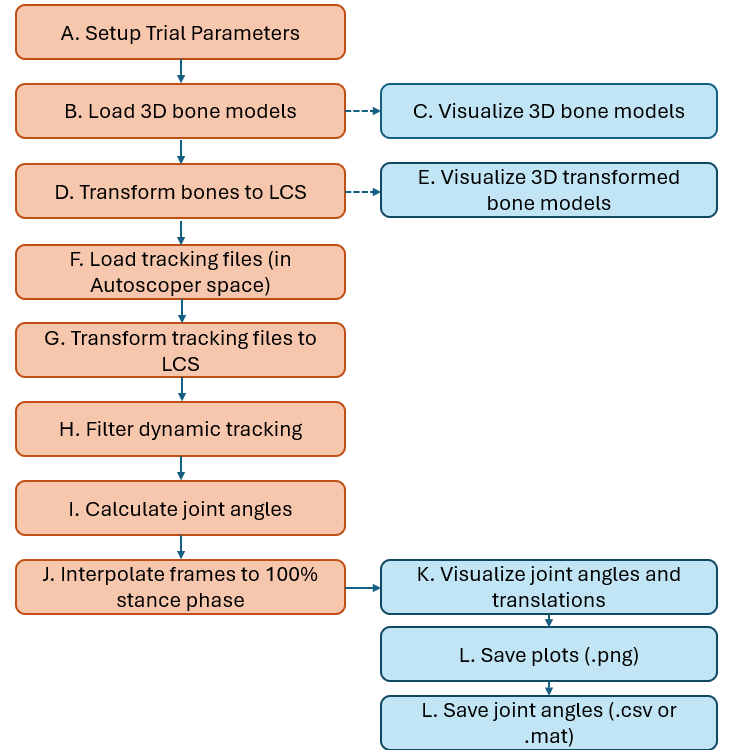 A. Setup Trial Parameters
B. Load 3D bone models
C. Visualize 3D bone models
D. Transform bones to LCS
E. Visualize 3D transformed
bone models
F. Load tracking files (in
Autoscoper space)
G. Transform tracking files to
LCS
H. Filter dynamic tracking
I. Calculate joint angles
J. Interpolate frames to 100%
stance phase
K. Visualize joint angles and
translations
L. Save plots (.png)
L. Save joint angles (.csv or
.mat)